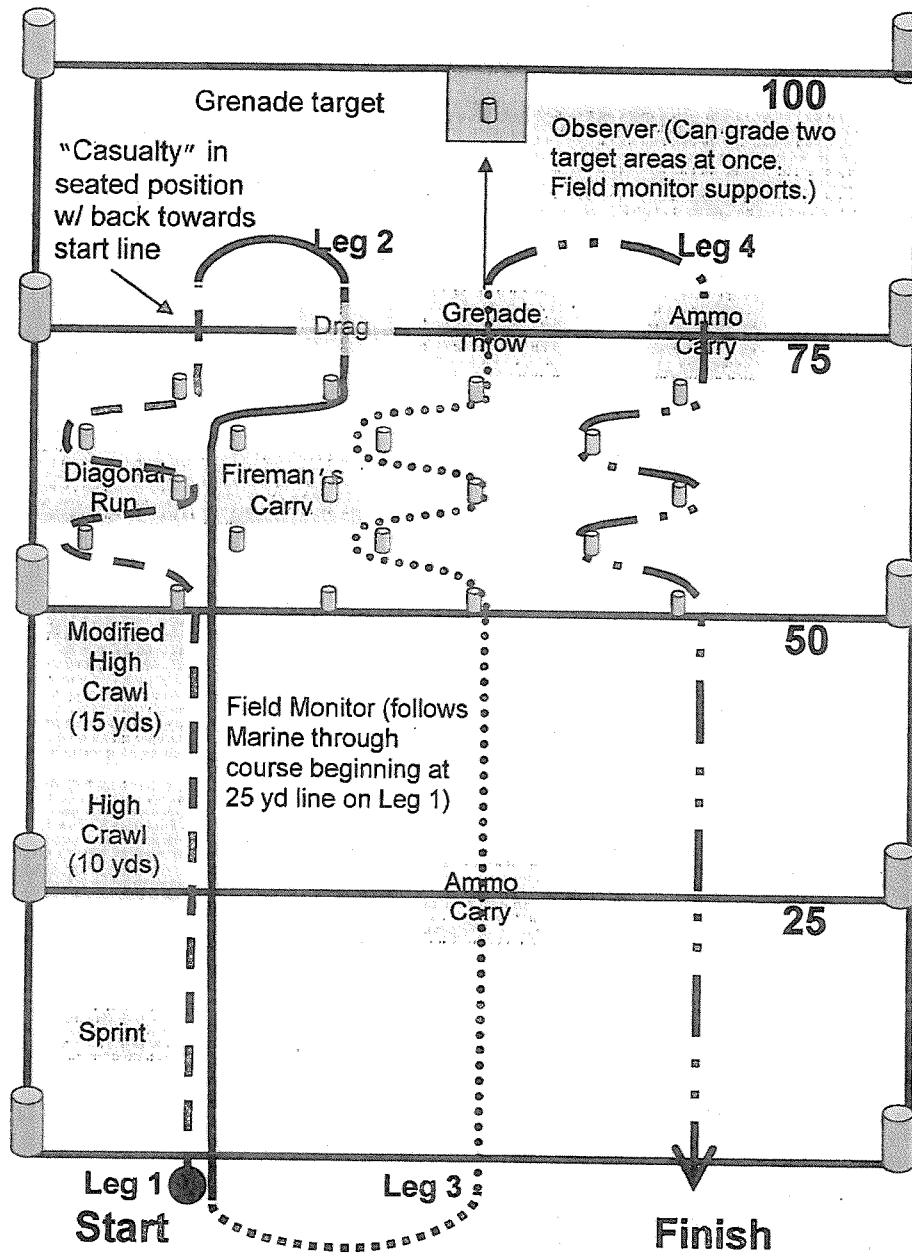 100
Grenade target
Observer (Can grade two
target areas at once.
Field monitor supports.)
"Casualty" in
seated position
w/ back towards
start line
Leg 2
Leg 4
Drag
Grenade
Throw
Ammo
Carry
75
Diagonal
Run
Fireman's
Carry
50
Modified
High
Crawl
(15 yds)
Field Monitor (follows
Marine through
course beginning at
25 yd line on Leg 1)
High
Crawl
(10 yds)
Ammo
Carry
25
Sprint
Leg 1
Leg 3
Start
Finish